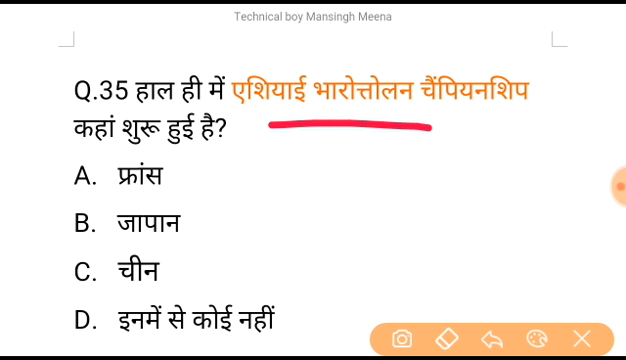 Technical boy Mansingh Meena
Q.35 हाल ही में एशियाई भारोत्तोलन चैंपियनशिप
कहां शुरू हुई है?
A. फ्रांस
B. जापान
C. चीन
D. इनमें से कोई नहीं